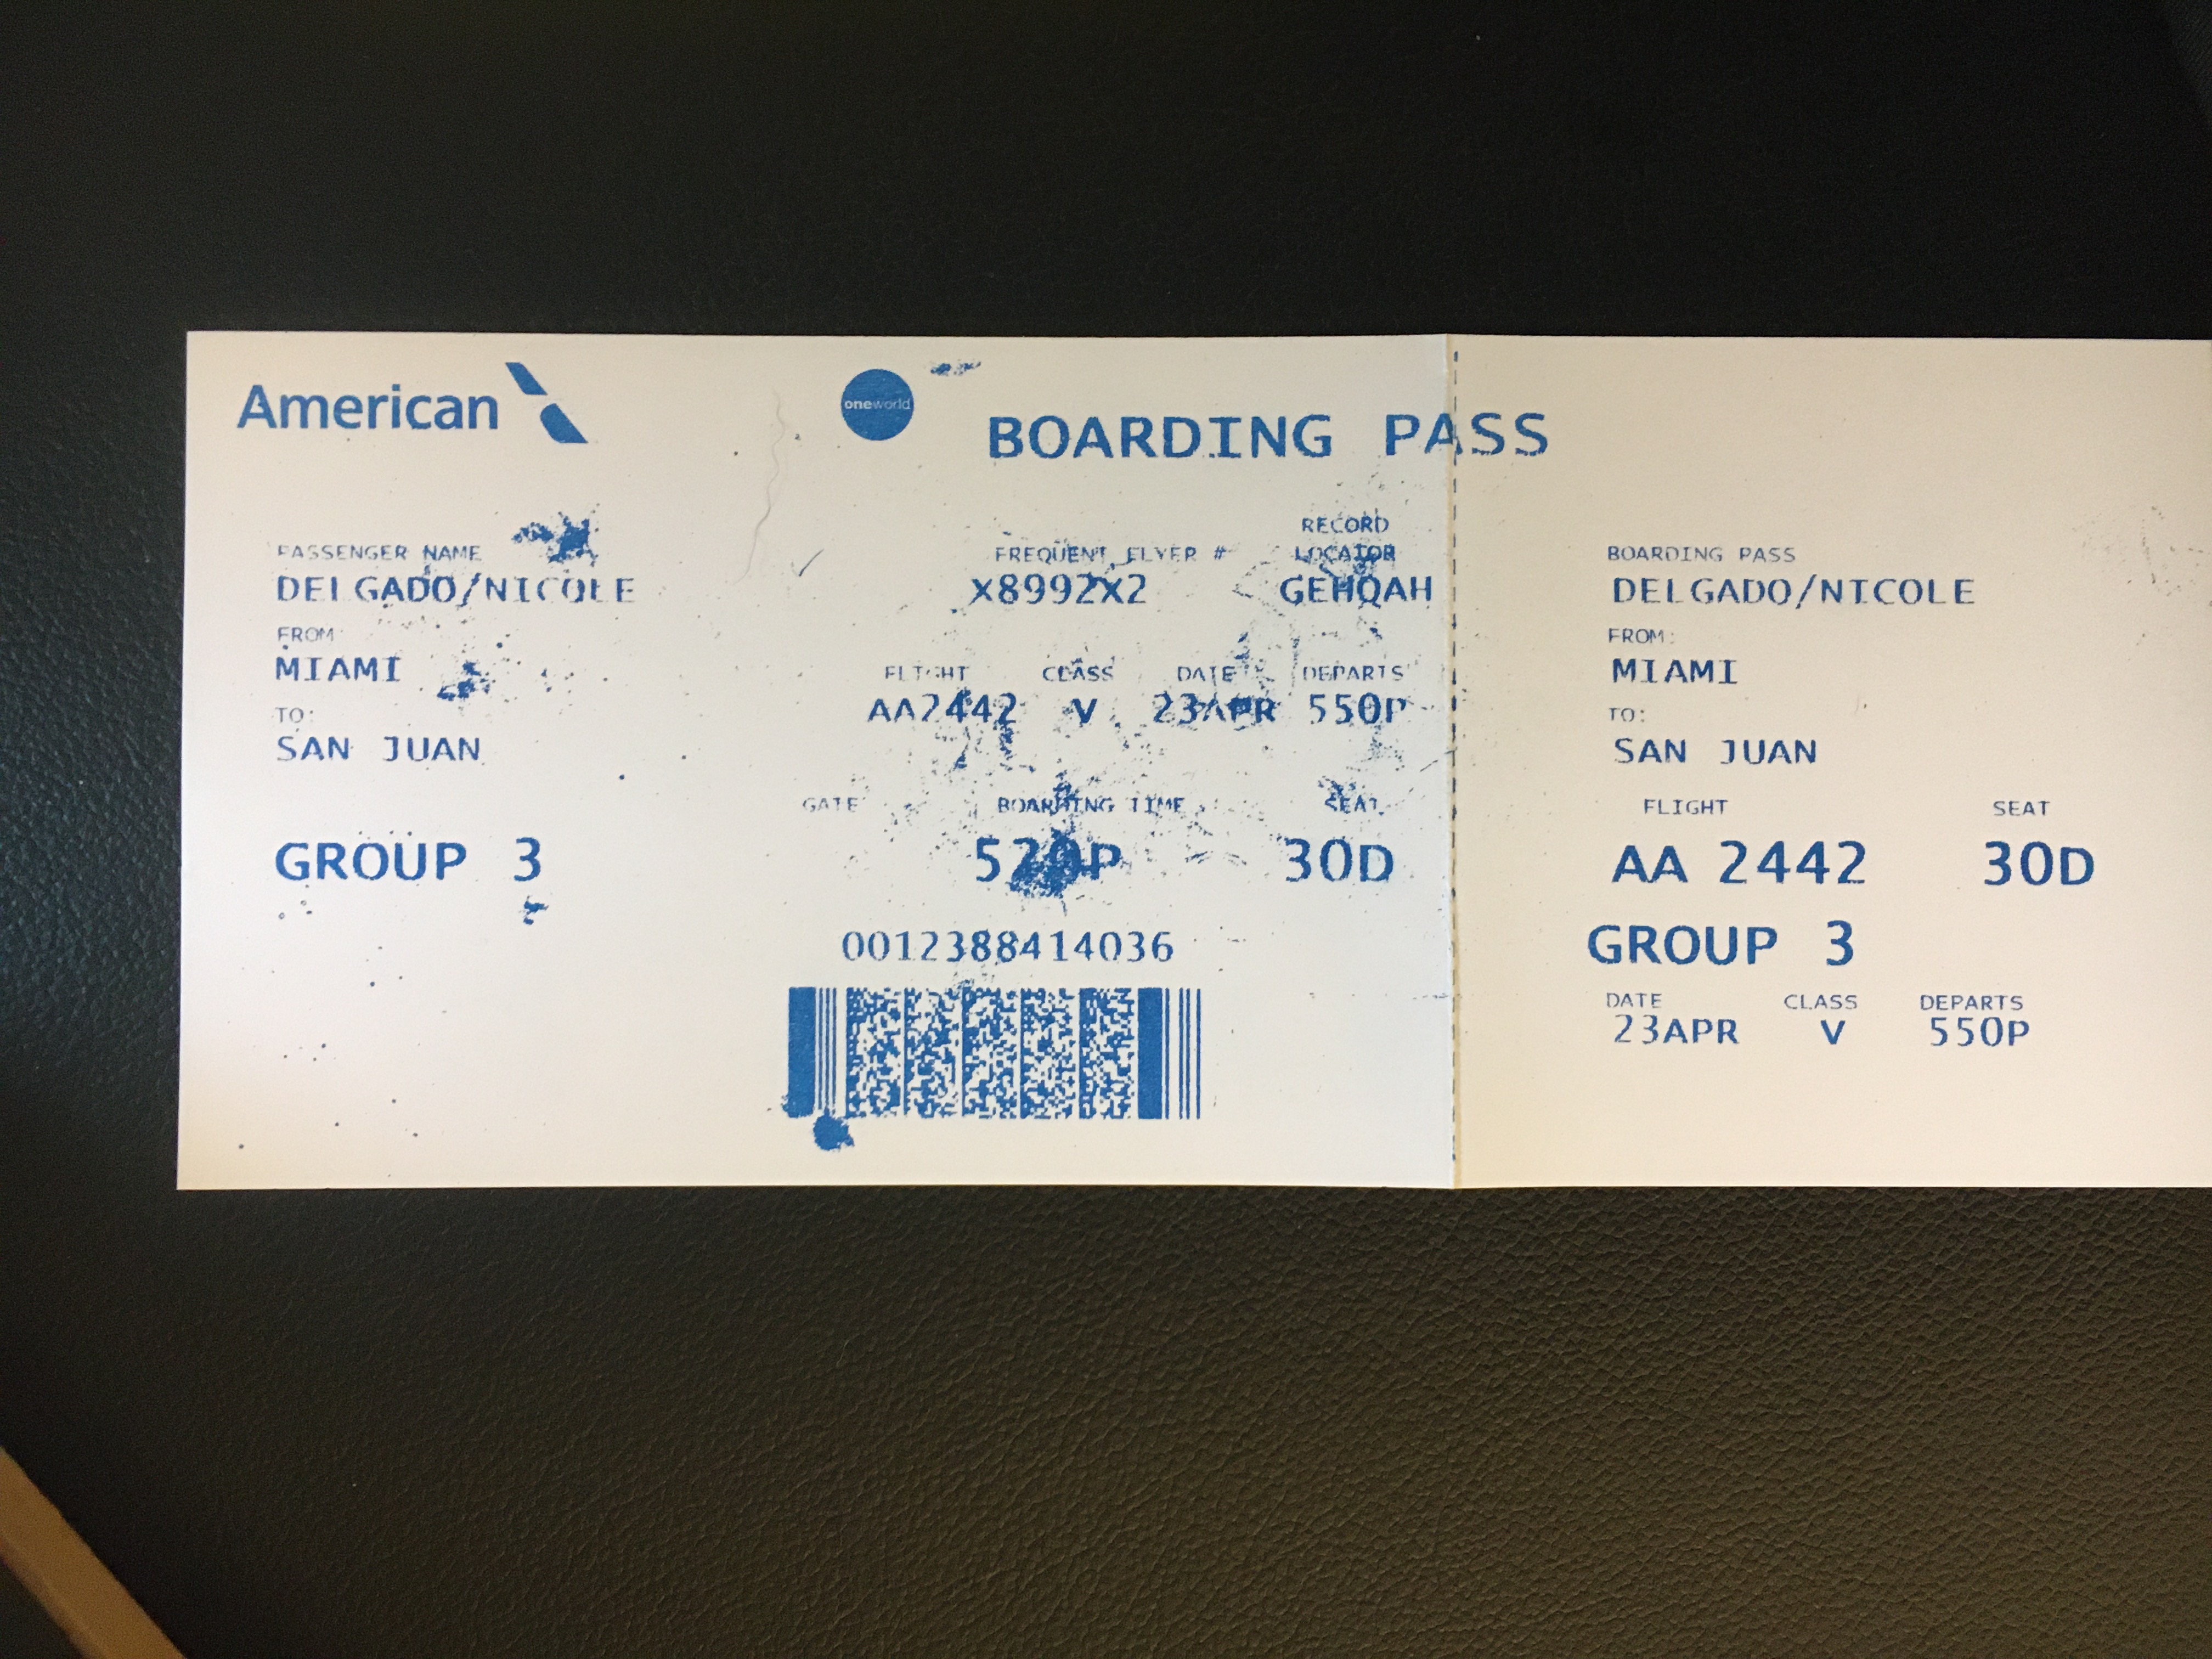 American
oneworld
BOARDING PASS
PASSENGER NAME
DELGADO/NICOLE
FROM:
MIAMI
TO:
SAN JUAN
GROUP 3
FREQUENT FLYER #
X8992X2
RECORD
LOCATOR
GEHQAH
FLIGHT CLASS DATE DEPARTS
AA2442 V 23APR 550P
GATE BOARDING TIME SEAT
520P 30D
0012388414036
BOARDING PASS
DELGADO/NICOLE
FROM:
MIAMI
TO:
SAN JUAN
FLIGHT SEAT
AA 2442 30D
GROUP 3
DATE CLASS DEPARTS
23APR V 550P